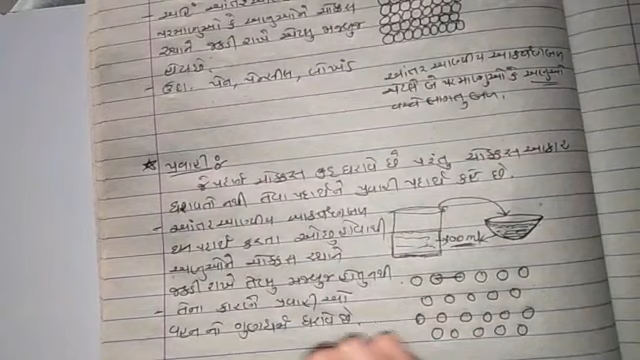 પરમાણુઓ કે અણુઓને ચોક્કસ
સ્થાને જકડી રાખે એટલુ મજબુત
હોય છે.
- ઉદા. પેન, પેન્સીલ, લોખંડ
આંતર આણ્વીય આકર્ષણબળ
એટલે બે પરમાણુઓ કે અણુઓ
વચ્ચે લાગતુ બળ.
* પ્રવાહી :
જે પદાર્થ ચોક્કસ કદ ધરાવે છે પરંતુ ચોક્કસ આકાર
ધરાવતો નથી તેવા પદાર્થને પ્રવાહી પદાર્થ કહે છે.
- આંતર આણ્વીય આકર્ષણબળ
ઘન પદાર્થ કરતા ઓછુ હોવાથી
અણુઓને ચોક્કસ સ્થાને
જકડી રાખે તેટલુ મજબુત હોતુ નથી.
- તેના કારણે પ્રવાહી
વહન નો ગુણધર્મ ધરાવે છે.